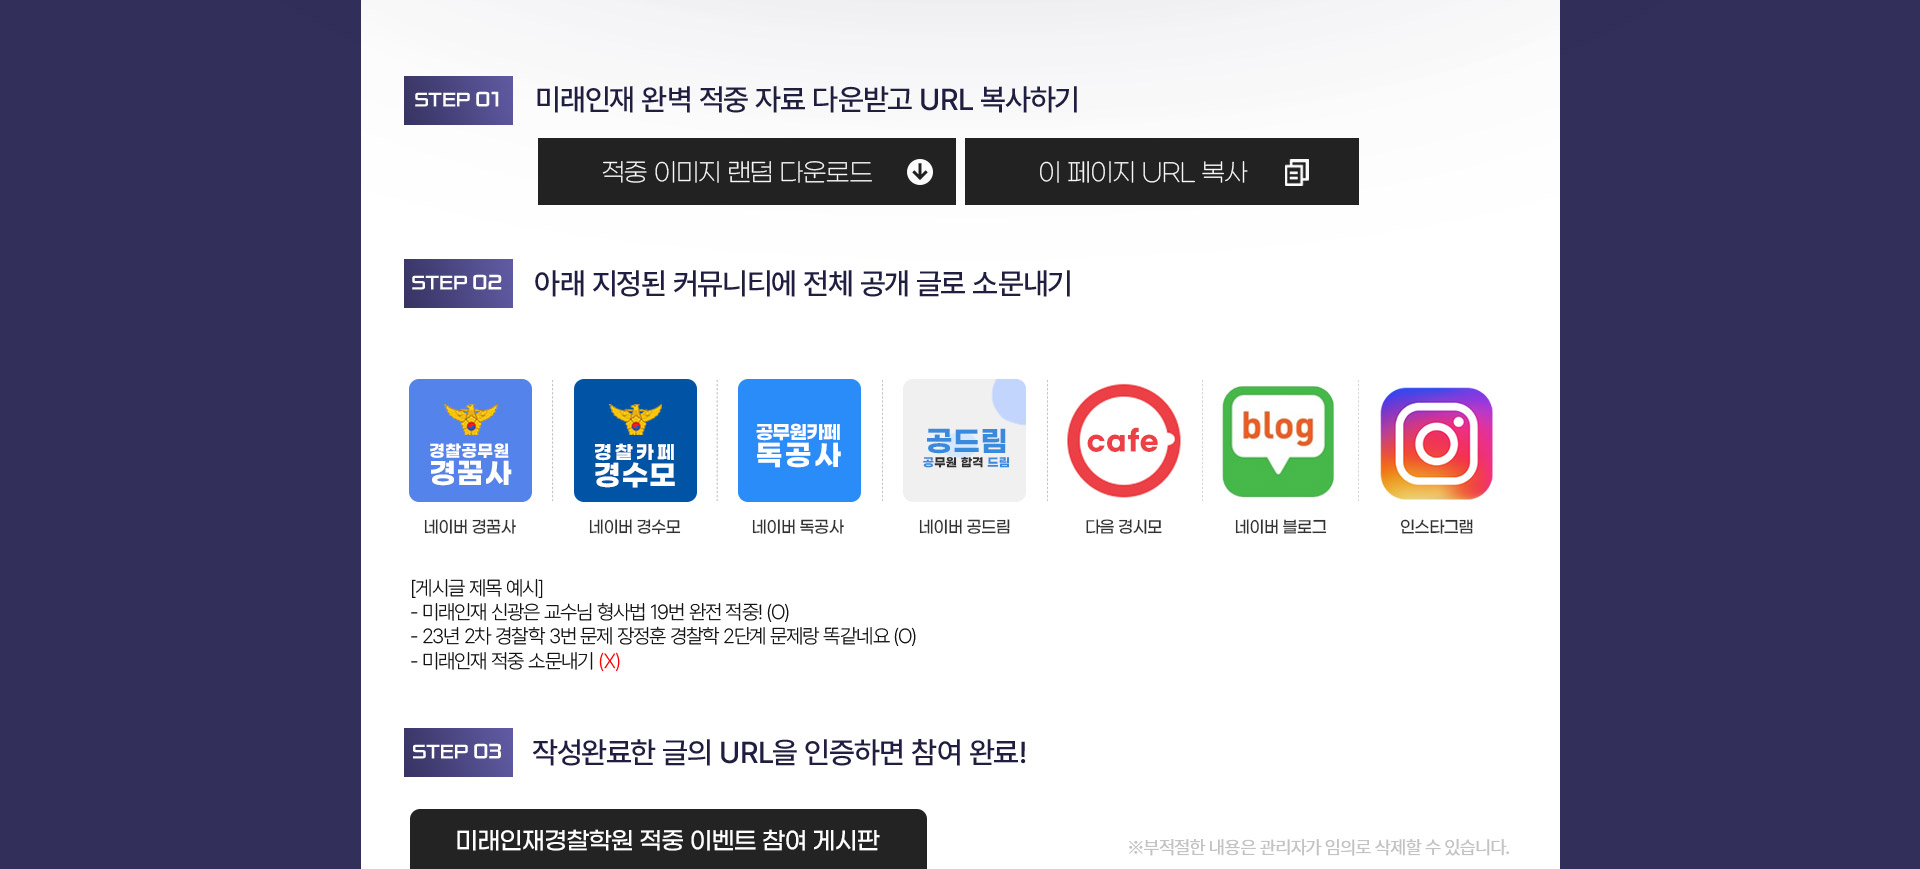 STEP 01
미래인재 완벽 적중 자료 다운받고 URL 복사하기
적중 이미지 랜덤 다운로드
이 페이지 URL 복사
STEP 02
아래 지정된 커뮤니티에 전체 공개 글로 소문내기
경찰공무원
경꿈사
네이버 경꿈사
경찰카페
경수모
네이버 경수모
공무원카페
독공사
네이버 독공사
공드림
공무원 합격 드림
네이버 공드림
cafe
다음 경시모
blog
네이버 블로그
인스타그램
[게시글 제목 예시]
- 미래인재 신광은 교수님 형사법 19번 완전 적중! (O)
- 23년 2차 경찰학 3번 문제 장정훈 경찰학 2단계 문제랑 똑같네요 (O)
- 미래인재 적중 소문내기 (X)
STEP 03
작성완료한 글의 URL을 인증하면 참여 완료!
미래인재경찰학원 적중 이벤트 참여 게시판
※부적절한 내용은 관리자가 임의로 삭제할 수 있습니다.